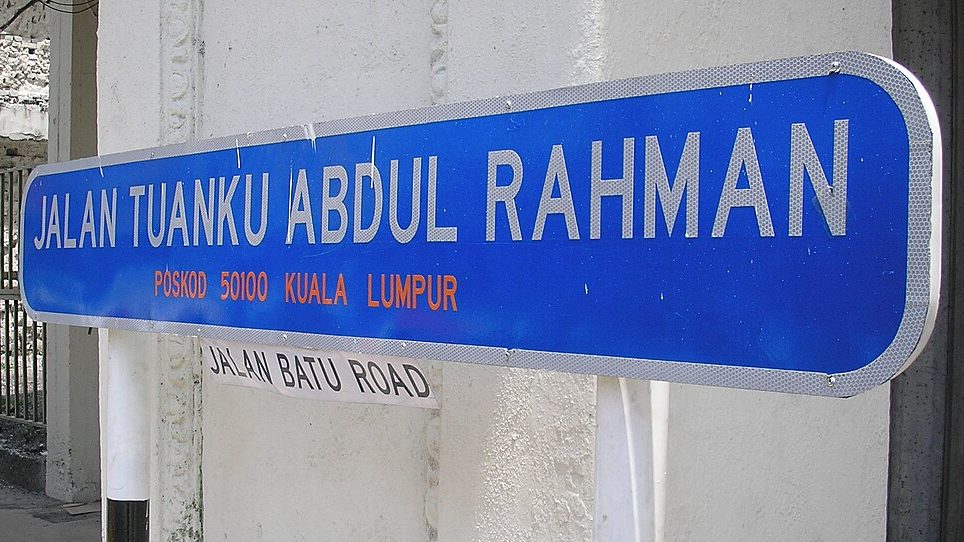 JALAN TUANKU ABDUL RAHMAN
POSKOD 50100 KUALA LUMPUR
JALAN BATU ROAD